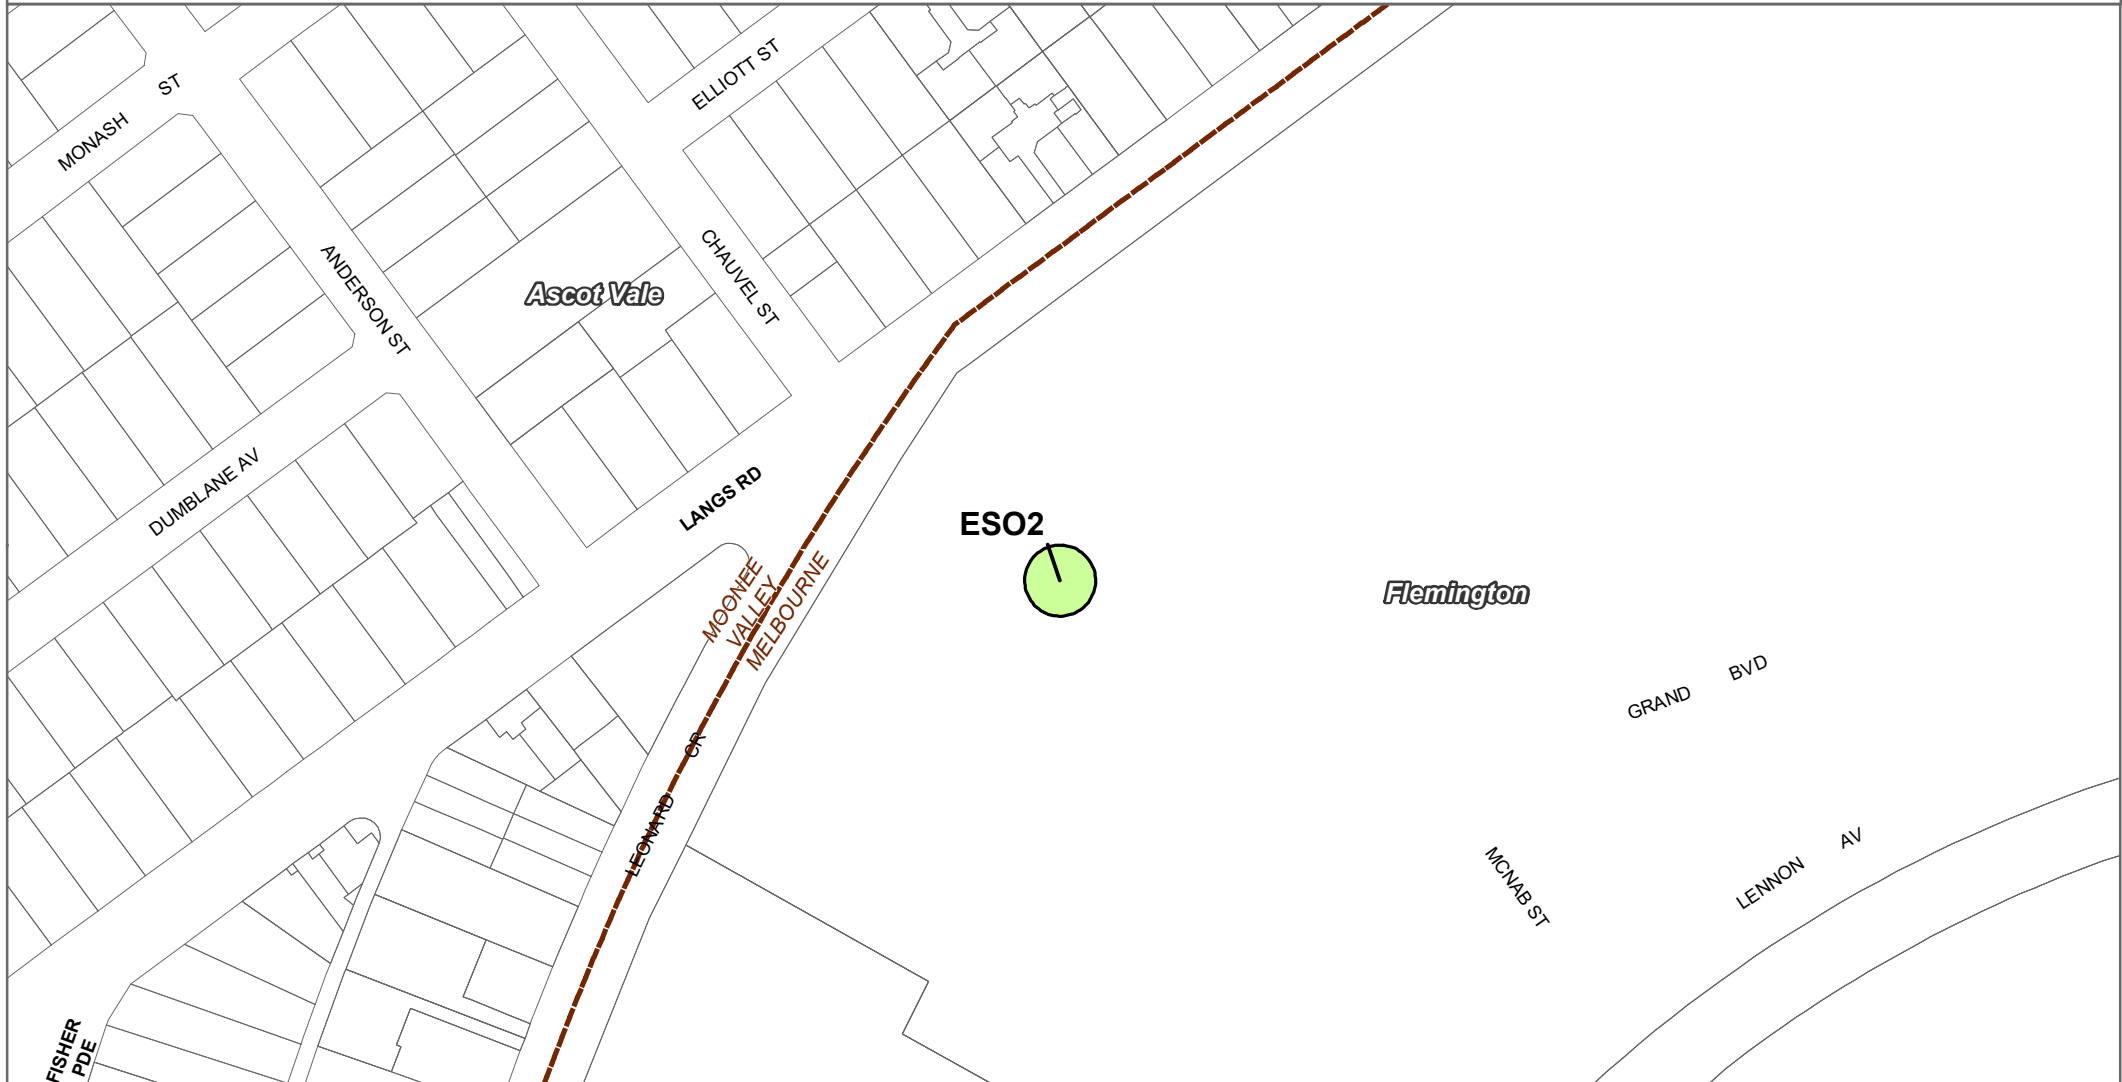 ELLIOTT ST
MONASH ST
CHAUVEL ST
ANDERSON ST
Ascot Vale
DUMBLANE AV
LANGS RD
ESO2
MOONEE
VALLEY
MELBOURNE
Flemington
GRAND BVD
LEONARD CR
MCNAB ST
LENNON AV
FISHER
PDE